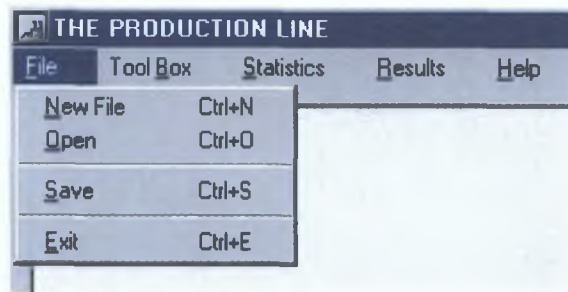 THE PRODUCTION LINE
File Tool Box Statistics Results Help
New File Ctrl+N
Open Ctrl+O
Save Ctrl+S
Exit Ctrl+E